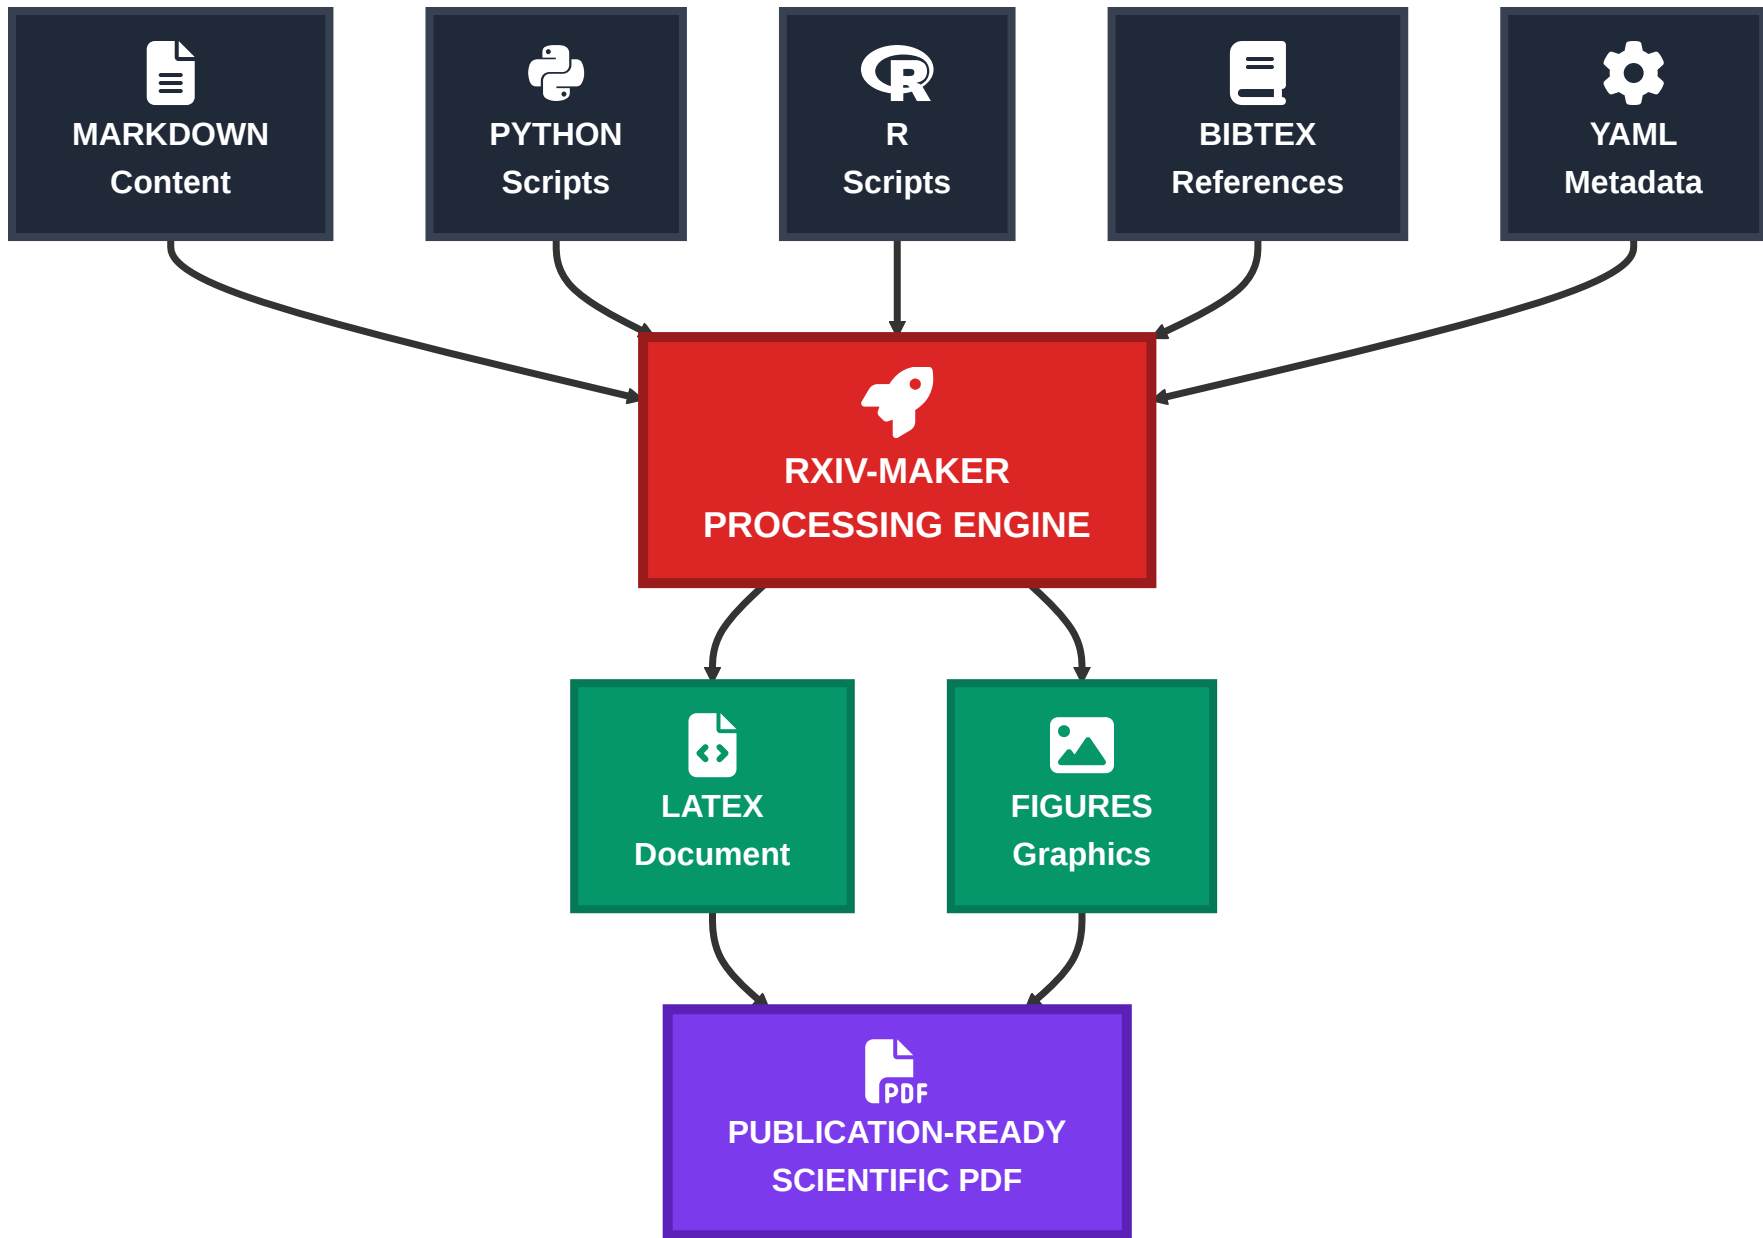 MARKDOWN
Content
PYTHON
Scripts
R
R
Scripts
BIBTEX
References
YAML
Metadata
RXIV-MAKER
PROCESSING ENGINE
LATEX
Document
FIGURES
Graphics
PDF
PUBLICATION-READY
SCIENTIFIC PDF